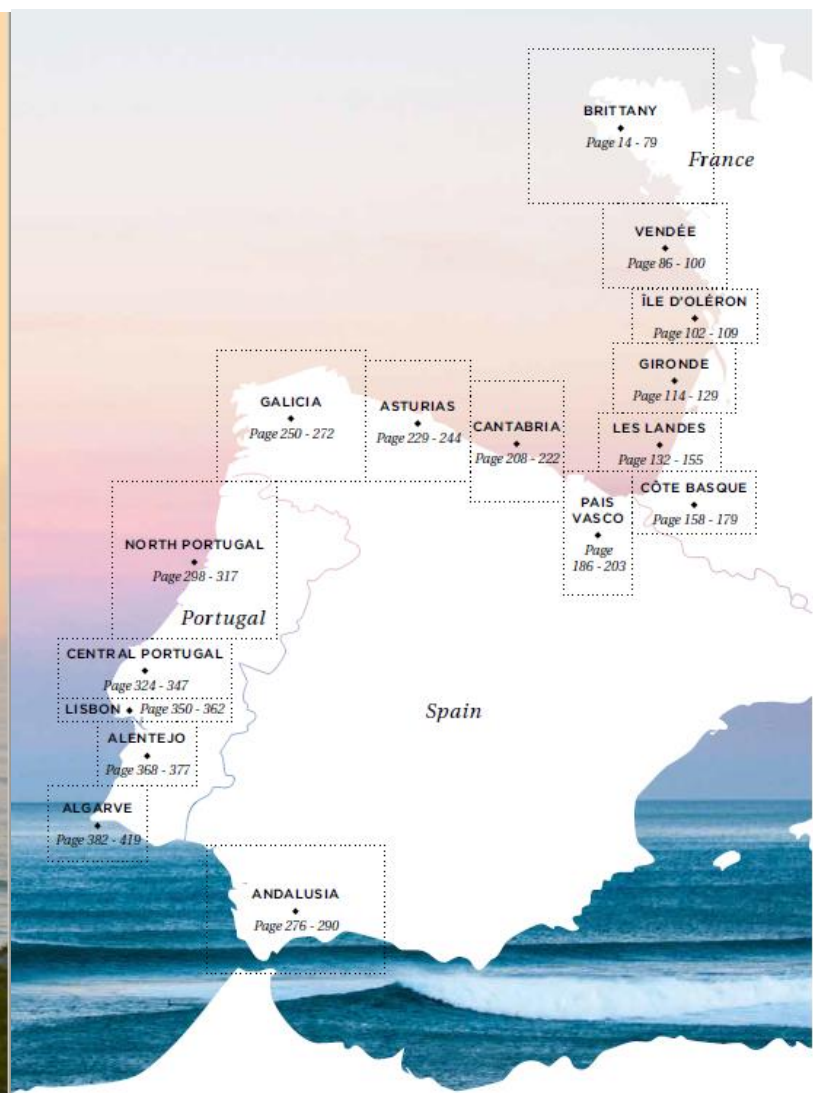 BRITTANY
Page 14 - 79
France
VENDÉE
Page 86 - 100
ÎLE D'OLÉRON
Page 102 - 109
GIRONDE
Page 114 - 129
GALICIA
Page 250 - 272
ASTURIAS
Page 229 - 244
CANTABRIA
Page 208 - 222
LES LANDES
Page 132 - 155
CÔTE BASQUE
Page 158 - 179
PAIS
VASCO
Page
186 - 203
NORTH PORTUGAL
Page 298 - 317
Portugal
CENTRAL PORTUGAL
Page 324 - 347
LISBON Page 350 - 362
Spain
ALENTEJO
Page 368 - 377
ALGARVE
Page 382 - 419
ANDALUSIA
Page 276 - 290